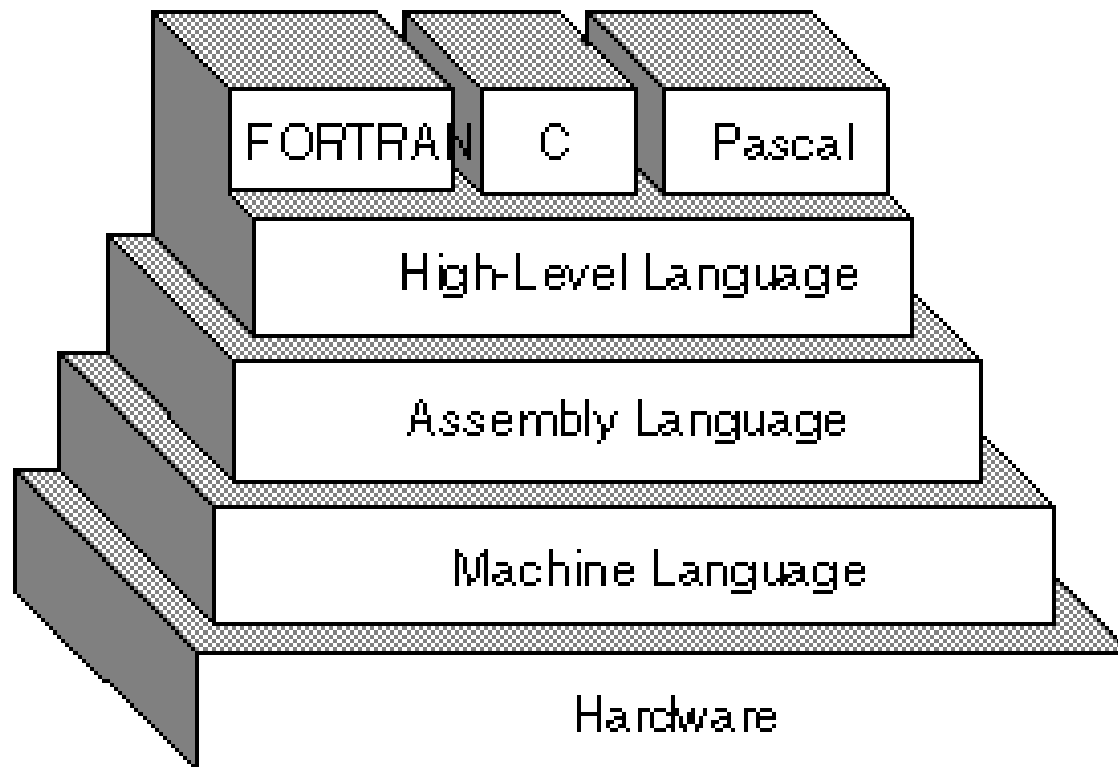 FORTRAN C Pascal
High-Level Language
Assembly Language
Machine Language
Hardware